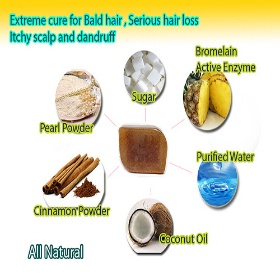 Extreme cure for Bald hair , Serious hair loss
Itchy scalp and dandruff
Bromelain
Active Enzyme
Sugar
Pearl Powder
Purified Water
Cinnamon Powder
Coconut Oil
All Natural